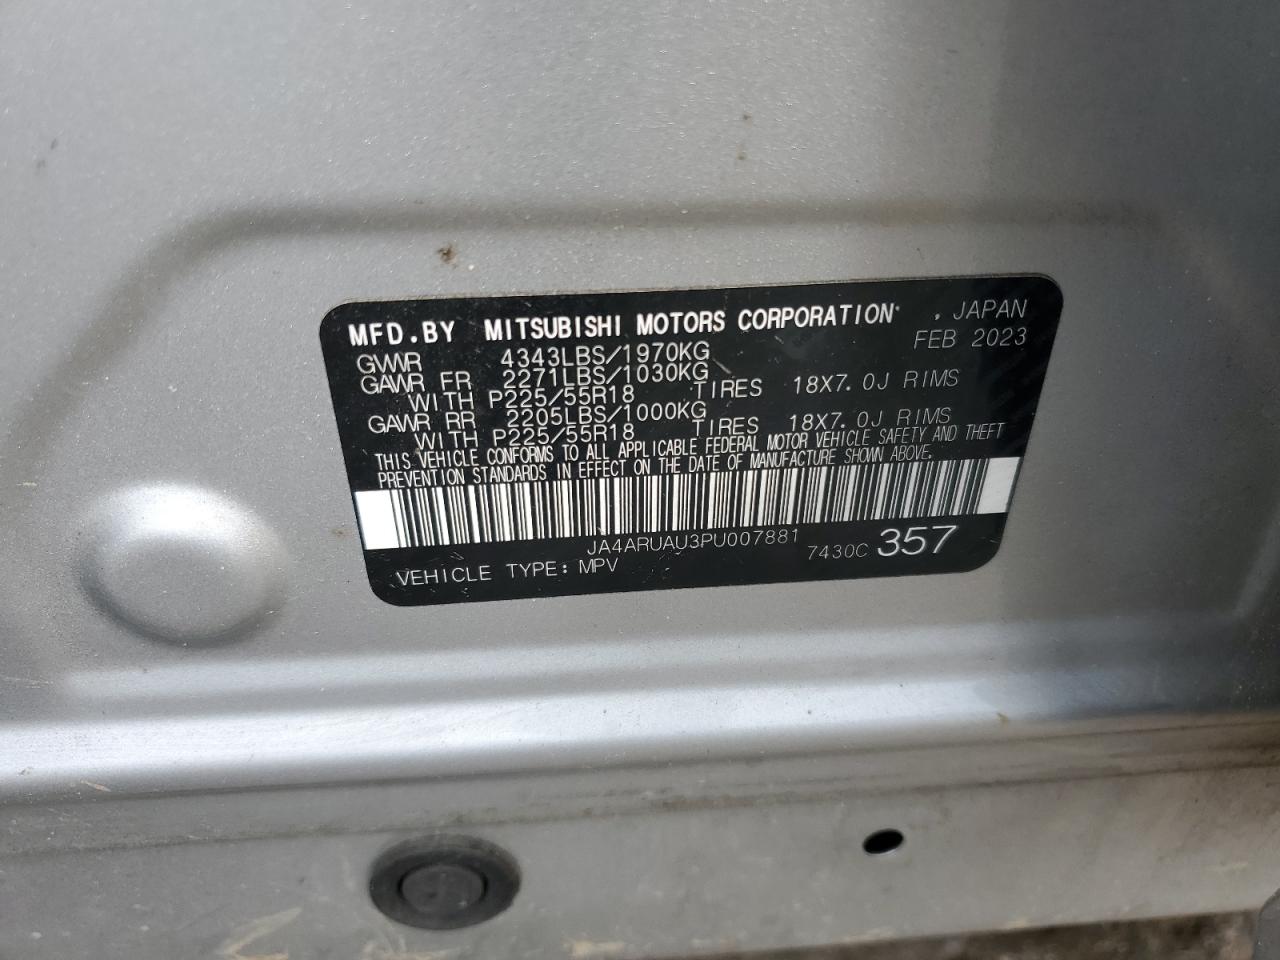 MFD.BY MITSUBISHI MOTORS CORPORATION. , JAPAN
FEB 2023
GVWR 4343LBS/1970KG
GAWR FR 2271LBS/1030KG
WITH P225/55R18 TIRES 18X7.0J RIMS
GAWR RR 2205LBS/1000KG
WITH P225/55R18 TIRES 18X7.0J RIMS
THIS VEHICLE CONFORMS TO ALL APPLICABLE FEDERAL MOTOR VEHICLE SAFETY AND THEFT
PREVENTION STANDARDS IN EFFECT ON THE DATE OF MANUFACTURE SHOWN ABOVE.
JA4ARUAU3PU007881
VEHICLE TYPE: MPV 7430C 357